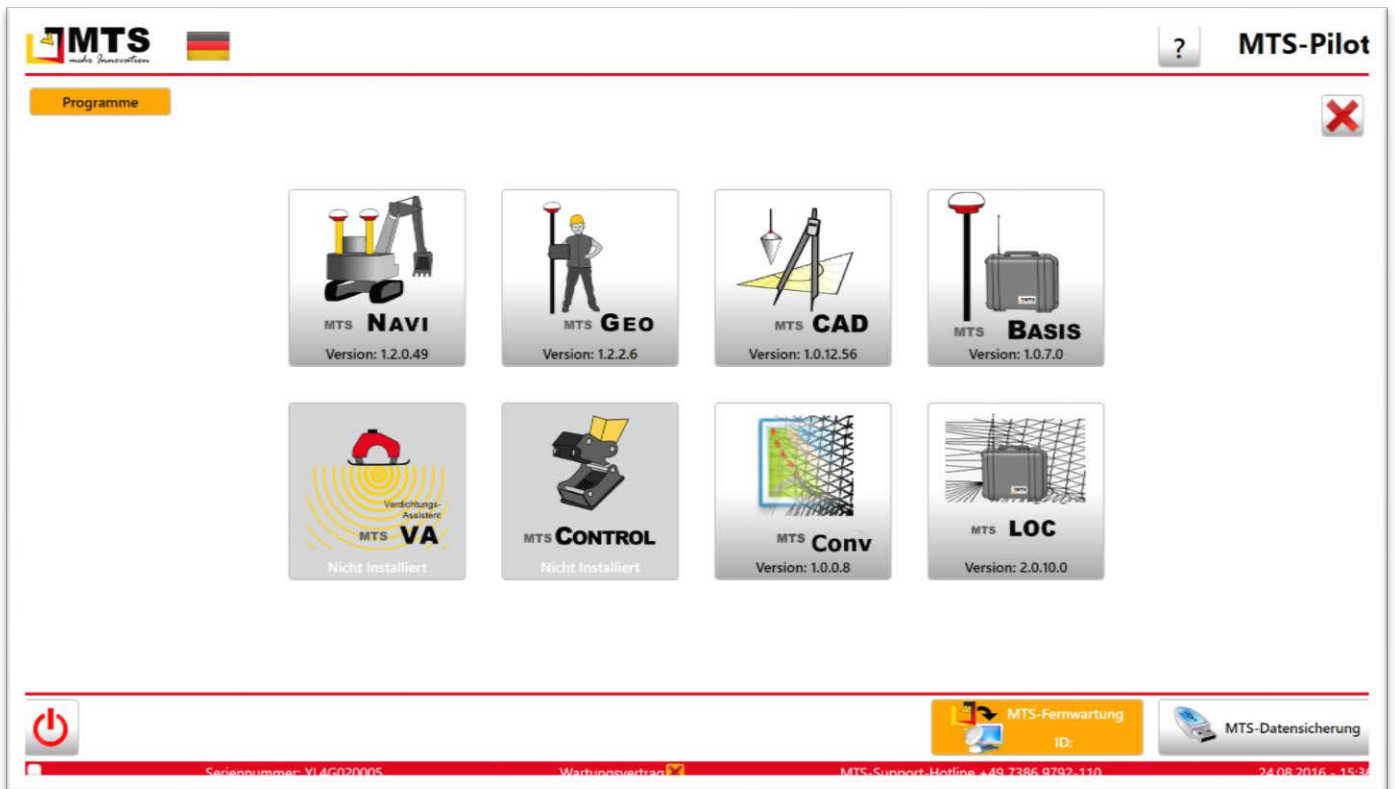 MTS
mehr Innovation
?
MTS-Pilot
Programme
MTS NAVI
Version: 1.2.0.49
MTS GEO
Version: 1.2.2.6
MTS CAD
Version: 1.0.12.56
MTS BASIS
Version: 1.0.7.0
Verdichtungs-
Assistent
MTS VA
Nicht Installiert
MTS CONTROL
Nicht Installiert
MTS Conv
Version: 1.0.0.8
MTS LOC
Version: 2.0.10.0
MTS-Fernwartung
ID:
MTS-Datensicherung
Seriennummer: YL4G020005
Wartungsvertrag
MTS-Support-Hotline +49 7386 9792-110
24.08.2016 - 15:36